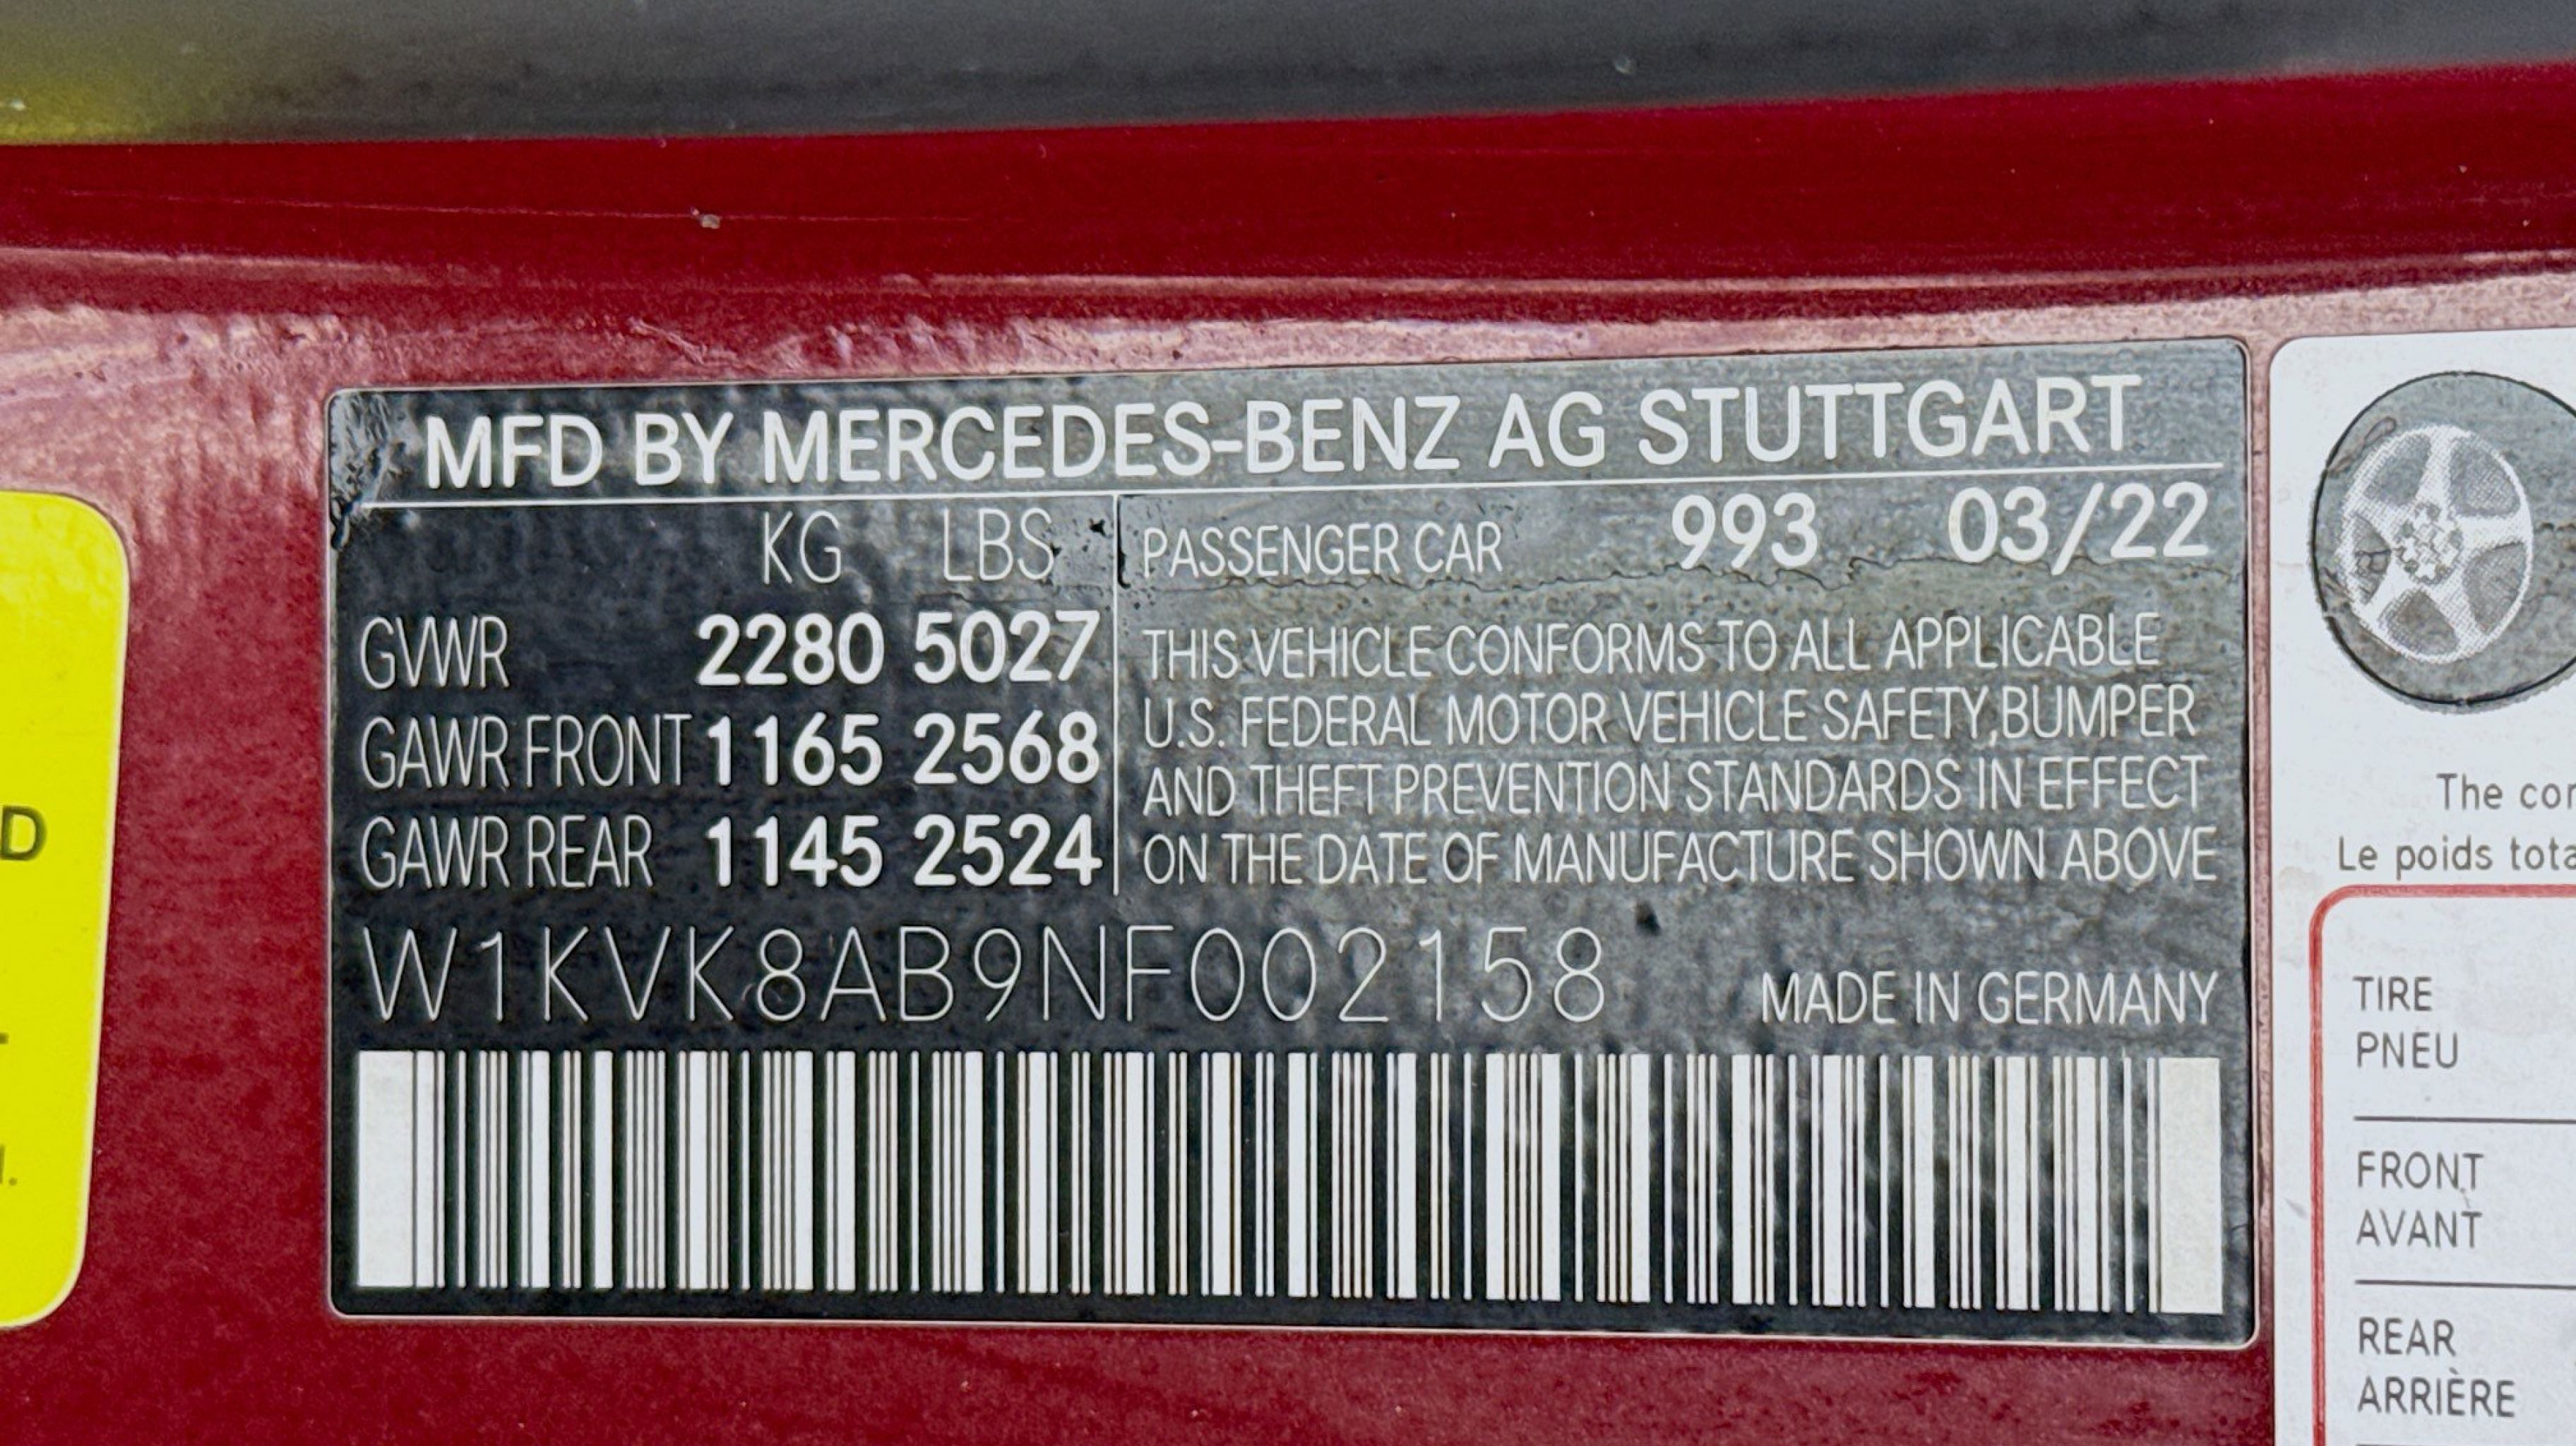 MFD BY MERCEDES-BENZ AG STUTTGART
KG LBS
GVWR 2280 5027
GAWR FRONT 1165 2568
GAWR REAR 1145 2524
PASSENGER CAR 993 03/22
THIS VEHICLE CONFORMS TO ALL APPLICABLE
U.S. FEDERAL MOTOR VEHICLE SAFETY,BUMPER
AND THEFT PREVENTION STANDARDS IN EFFECT
ON THE DATE OF MANUFACTURE SHOWN ABOVE
W1KVK8AB9NF002158
MADE IN GERMANY
The
Le poids
TIRE
PNEU
FRONT
AVANT
REAR
ARRIÈRE